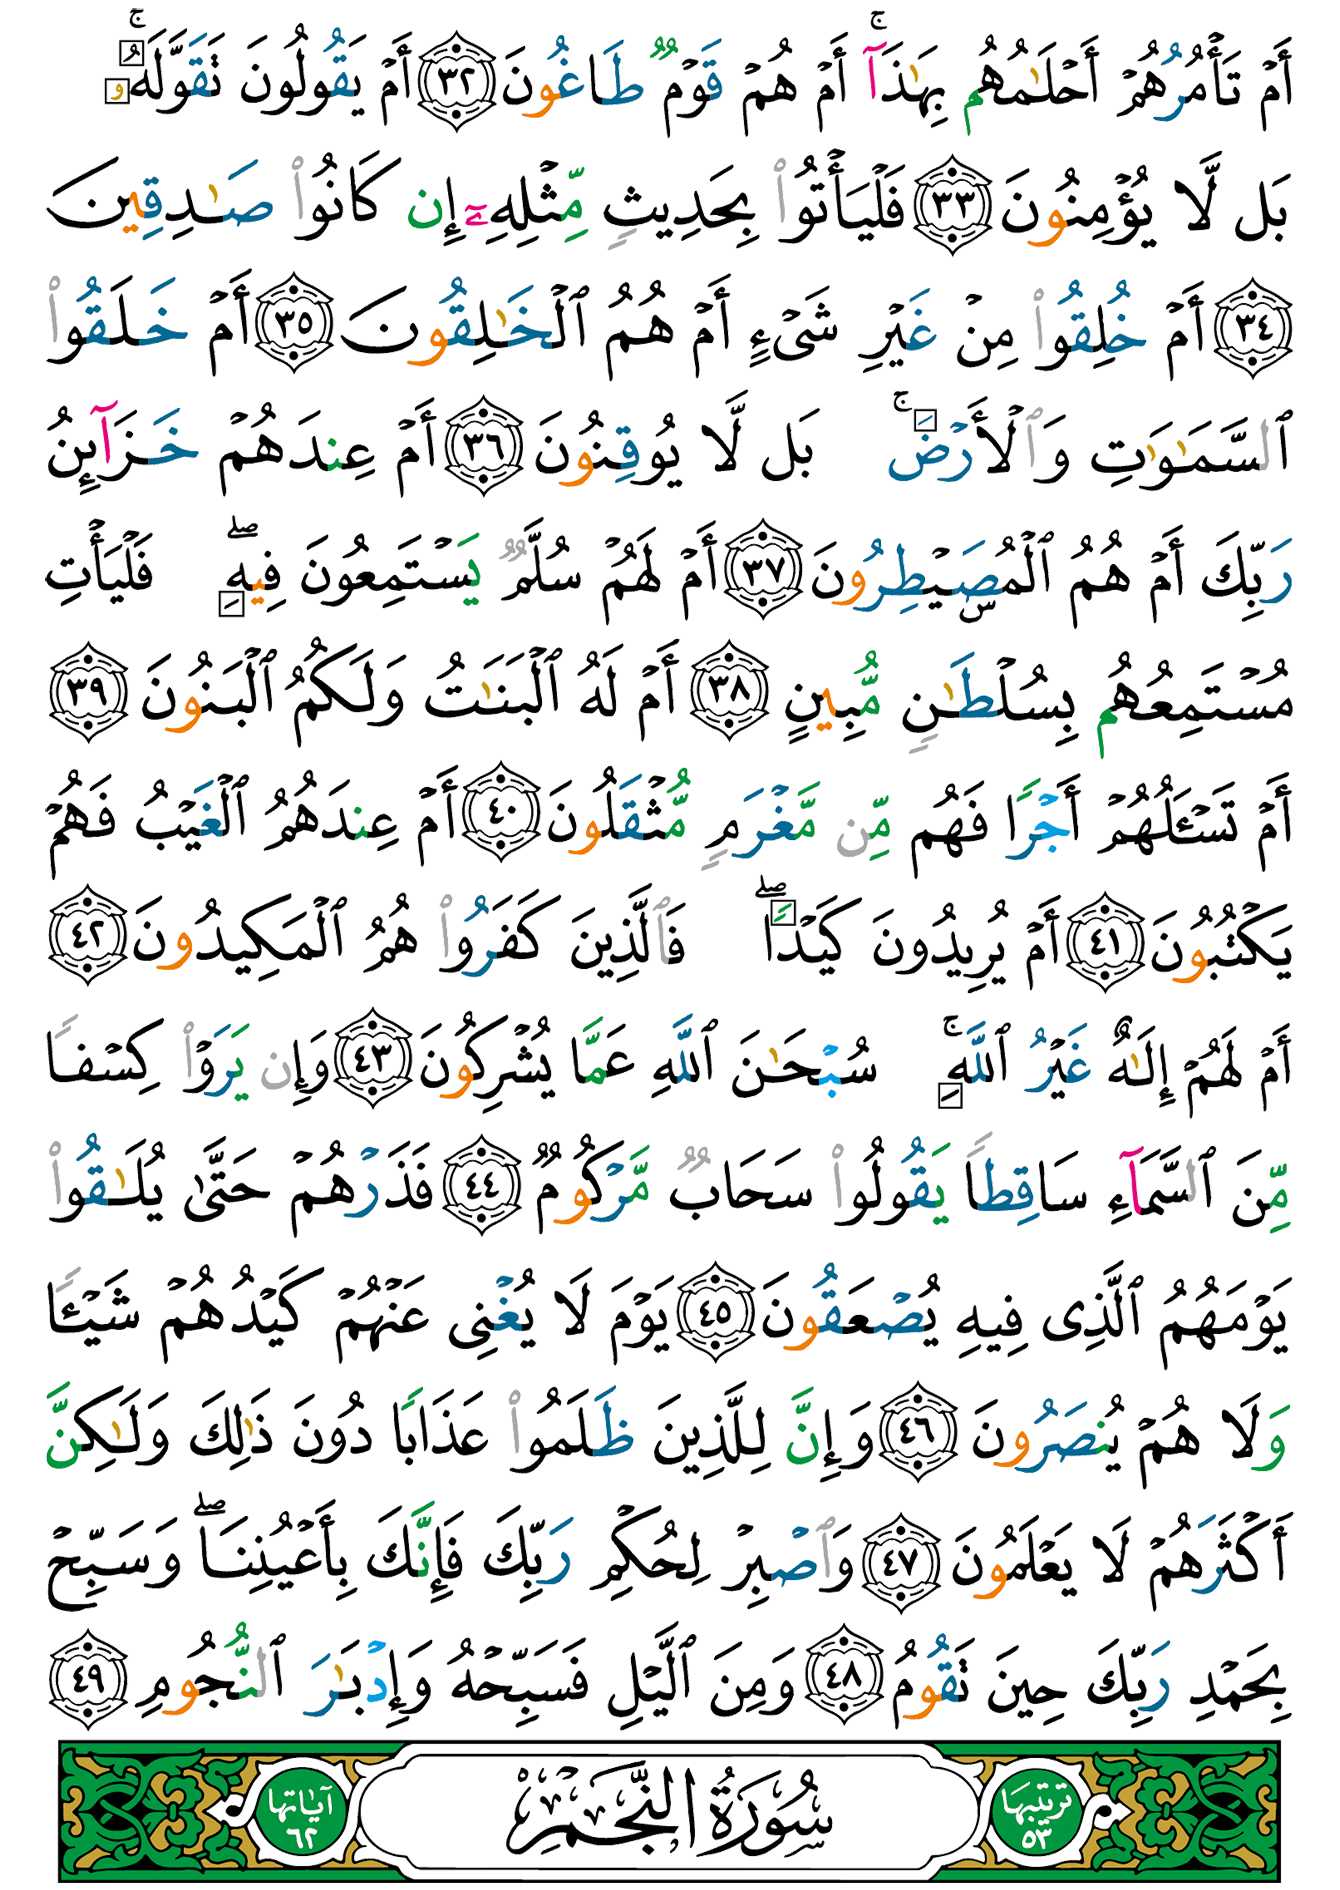 أَمْ تَأْمُرُهُمْ أَحْلَٰمُهُم بِهَٰذَآ ۚ أَمْ هُمْ قَوْمٌ طَاغُونَ ٣٢ أَمْ يَقُولُونَ تَقَوَّلَهُۥ ۚ
بَل لَّا يُؤْمِنُونَ ٣٣ فَلْيَأْتُوا۟ بِحَدِيثٍ مِّثْلِهِۦٓ إِن كَانُوا۟ صَٰدِقِينَ
٣٤ أَمْ خُلِقُوا۟ مِنْ غَيْرِ شَىْءٍ أَمْ هُمُ ٱلْخَٰلِقُونَ ٣٥ أَمْ خَلَقُوا۟
ٱلسَّمَٰوَٰتِ وَٱلْأَرْضَ ۚ بَل لَّا يُوقِنُونَ ٣٦ أَمْ عِندَهُمْ خَزَآئِنُ
رَبِّكَ أَمْ هُمُ ٱلْمُصَۣيْطِرُونَ ٣٧ أَمْ لَهُمْ سُلَّمٌ يَسْتَمِعُونَ فِيهِ ۖ فَلْيَأْتِ
مُسْتَمِعُهُم بِسُلْطَٰنٍ مُّبِينٍ ٣٨ أَمْ لَهُ ٱلْبَنَٰتُ وَلَكُمُ ٱلْبَنُونَ ٣٩
أَمْ تَسْـَٔلُهُمْ أَجْرًا فَهُم مِّن مَّغْرَمٍ مُّثْقَلُونَ ٤٠ أَمْ عِندَهُمُ ٱلْغَيْبُ فَهُمْ
يَكْتُبُونَ ٤١ أَمْ يُرِيدُونَ كَيْدًا ۖ فَٱلَّذِينَ كَفَرُوا۟ هُمُ ٱلْمَكِيدُونَ ٤٢
أَمْ لَهُمْ إِلَٰهٌ غَيْرُ ٱللَّهِ ۚ سُبْحَٰنَ ٱللَّهِ عَمَّا يُشْرِكُونَ ٤٣ وَإِن يَرَوْا۟ كِسْفًا
مِّنَ ٱلسَّمَآءِ سَاقِطًا يَقُولُوا۟ سَحَابٌ مَّرْكُومٌ ٤٤ فَذَرْهُمْ حَتَّىٰ يُلَٰقُوا۟
يَوْمَهُمُ ٱلَّذِى فِيهِ يُصْعَقُونَ ٤٥ يَوْمَ لَا يُغْنِى عَنْهُمْ كَيْدُهُمْ شَيْـًٔا
وَلَا هُمْ يُنصَرُونَ ٤٦ وَإِنَّ لِلَّذِينَ ظَلَمُوا۟ عَذَابًا دُونَ ذَٰلِكَ وَلَٰكِنَّ
أَكْثَرَهُمْ لَا يَعْلَمُونَ ٤٧ وَٱصْبِرْ لِحُكْمِ رَبِّكَ فَإِنَّكَ بِأَعْيُنِنَا ۖ وَسَبِّحْ
بِحَمْدِ رَبِّكَ حِينَ تَقُومُ ٤٨ وَمِنَ ٱلَّيْلِ فَسَبِّحْهُ وَإِدْبَٰرَ ٱلنُّجُومِ ٤٩
ترتيبها ٥٣ سُورَةُ النَّجْمِ آياتها ٦٢